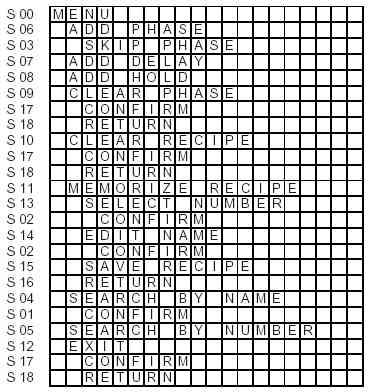 S 00 MENU
S 06 ADD PHASE
S 03 SKIP PHASE
S 07 ADD DELAY
S 08 ADD HOLD
S 09 CLEAR PHASE
S 17 CONFIRM
S 18 RETURN
S 10 CLEAR RECIPE
S 17 CONFIRM
S 18 RETURN
S 11 MEMORIZE RECIPE
S 13 SELECT NUMBER
S 02 CONFIRM
S 14 EDIT NAME
S 02 CONFIRM
S 15 SAVE RECIPE
S 16 RETURN
S 04 SEARCH BY NAME
S 01 CONFIRM
S 05 SEARCH BY NUMBER
S 12 EXIT
S 17 CONFIRM
S 18 RETURN